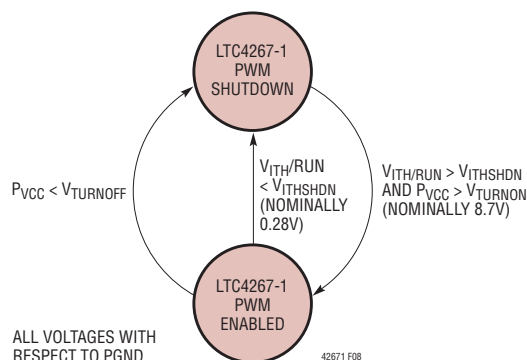 LTC4267-1
PWM
SHUTDOWN
PVCC < VTURNOFF
VITH/RUN
< VITHSHDN
(NOMINALLY
0.28V)
VITH/RUN > VITHSHDN
AND PVCC > VTURNON
(NOMINALLY 8.7V)
LTC4267-1
PWM
ENABLED
ALL VOLTAGES WITH
RESPECT TO PGND
42671 F08